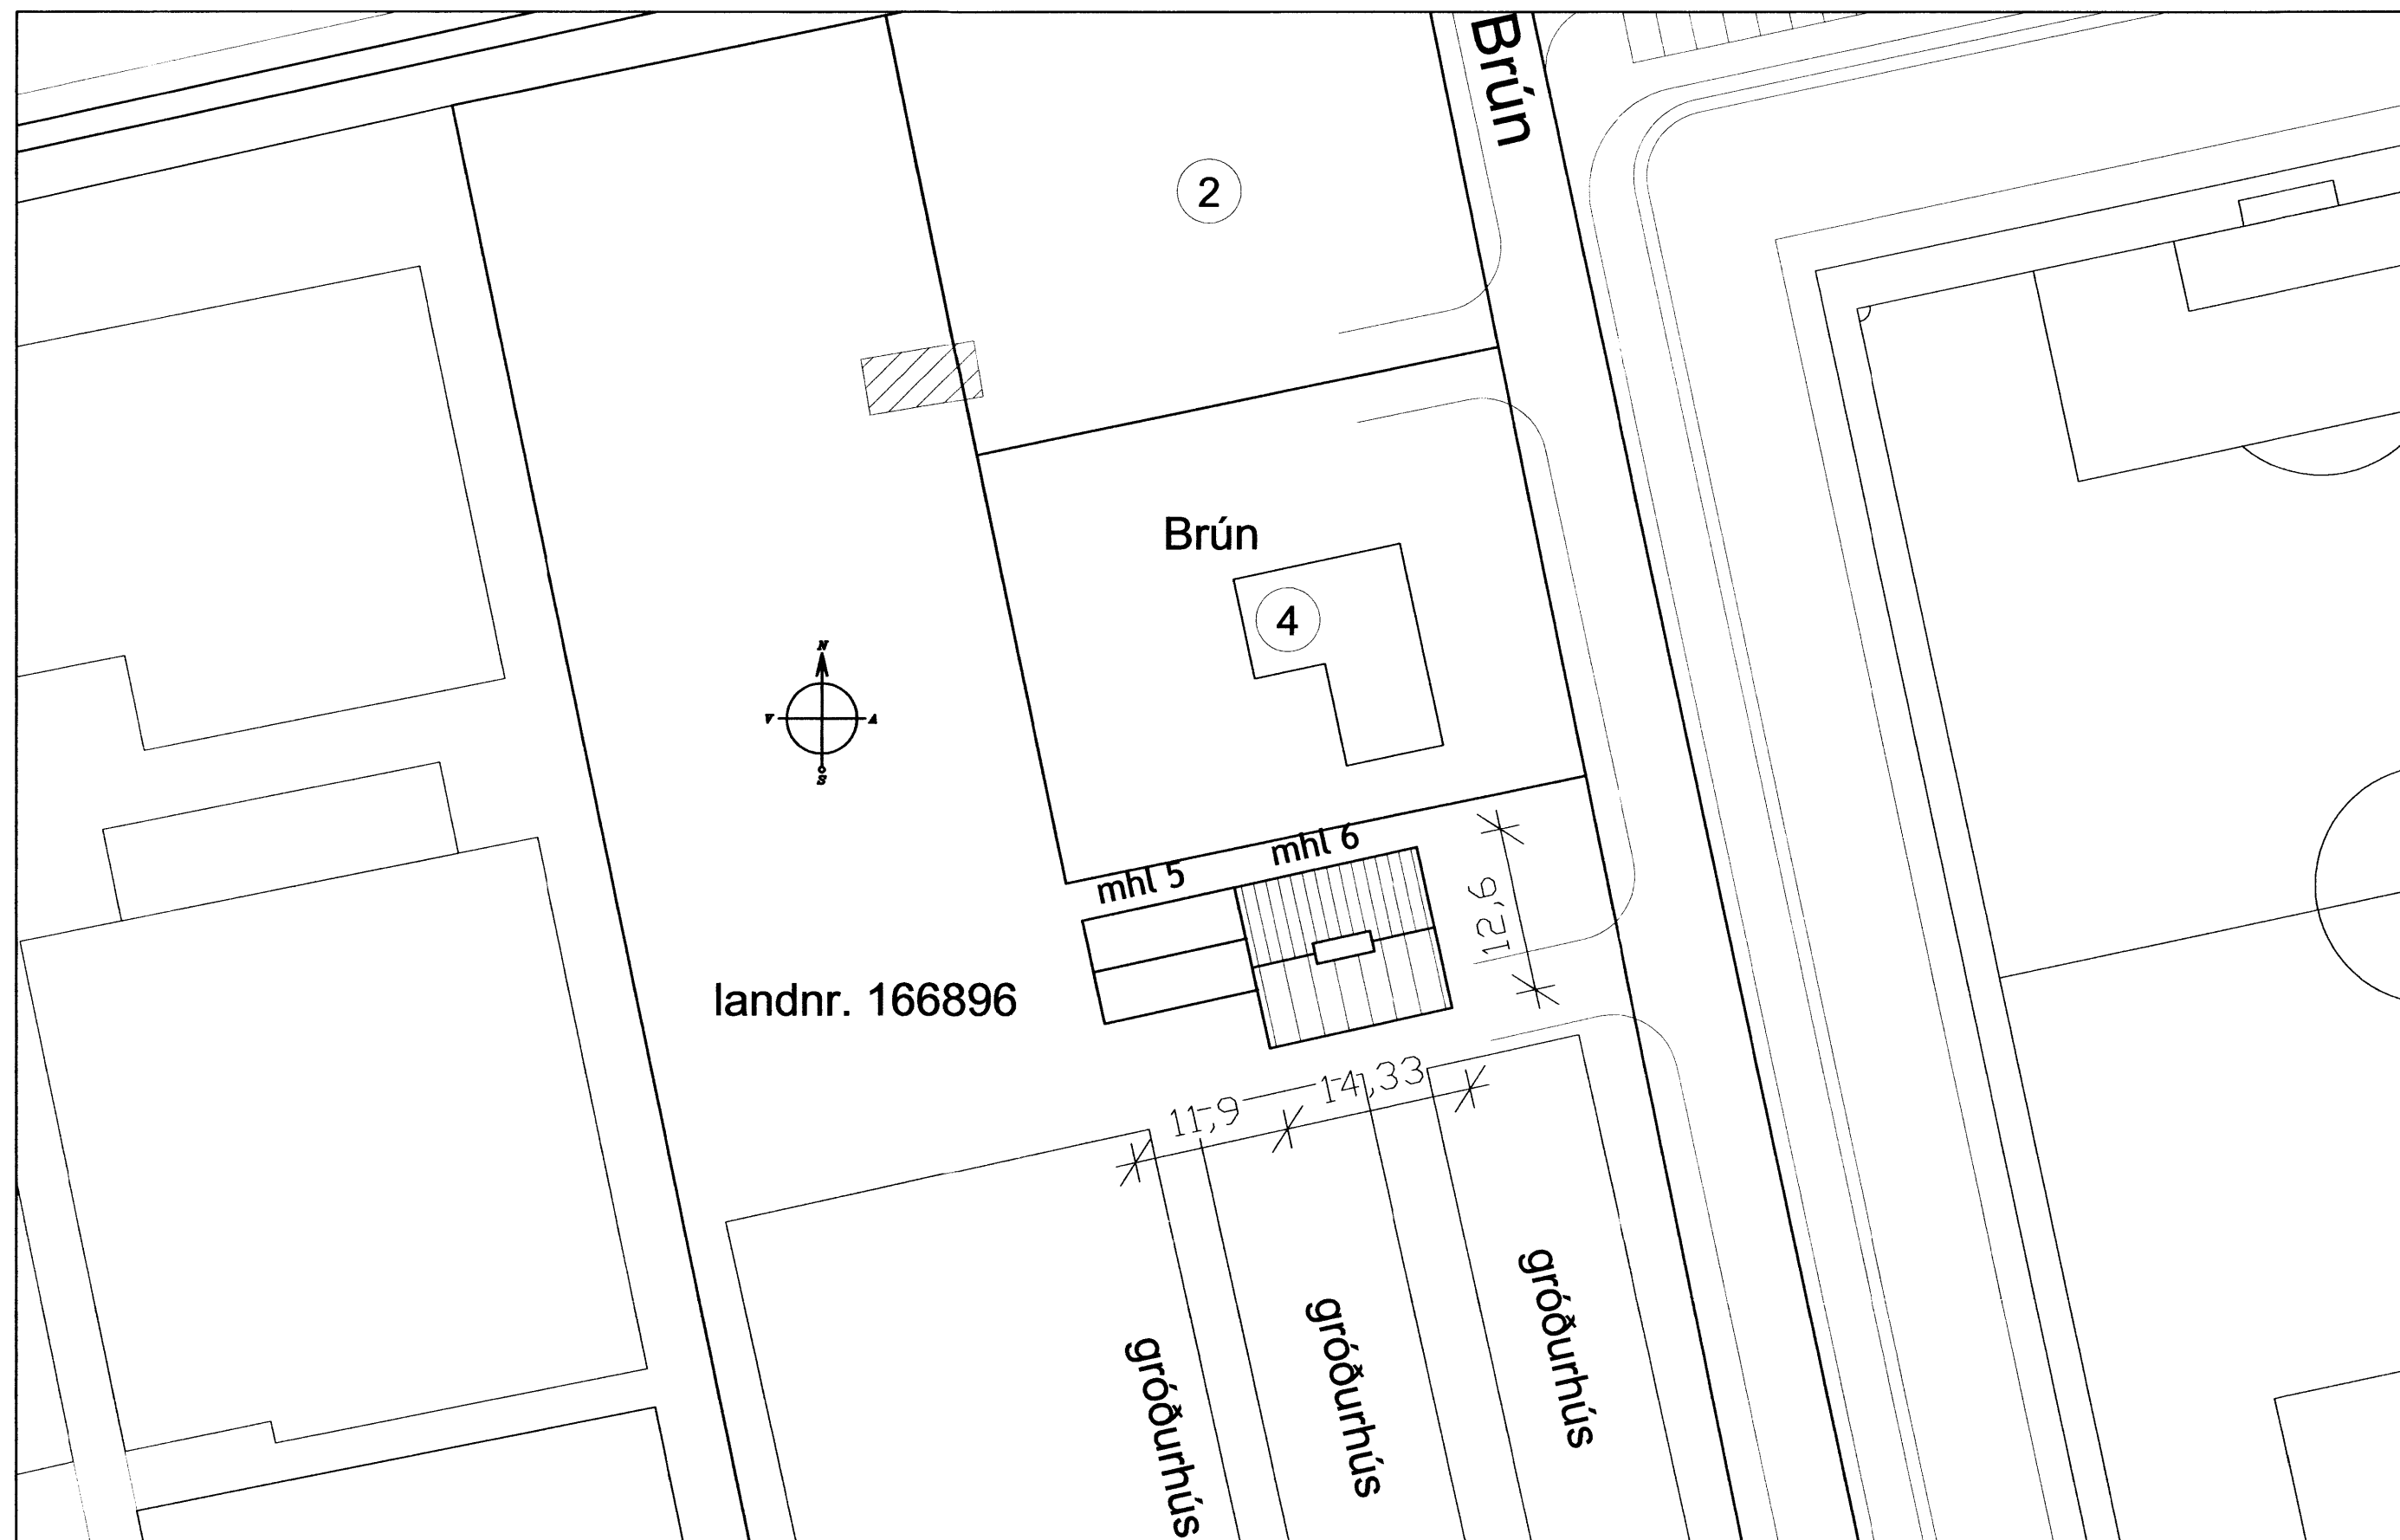 Brún
2
Brún
4
N
V A
S
mhl 6
mhl 5
12,6
landnr. 166896
14,33
11,9
gróðurhús
gróðurhús
gróðurhús